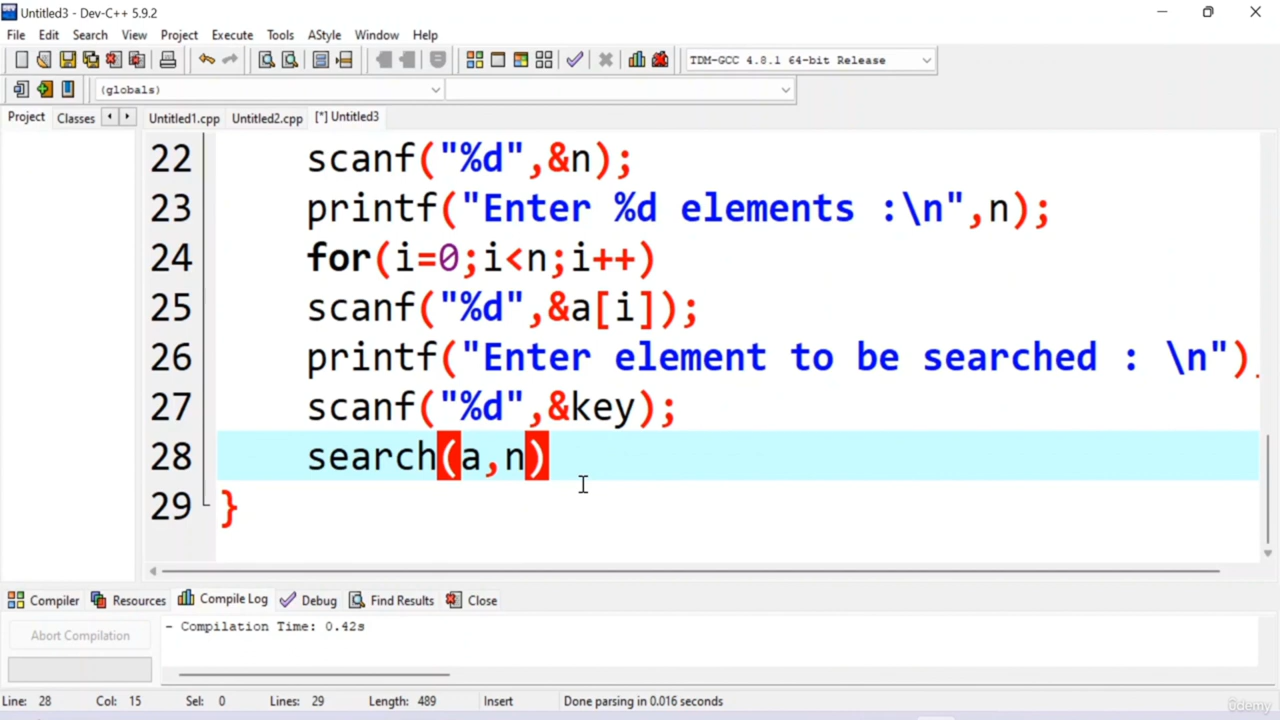 Untitled3 - Dev-C++ 5.9.2
File Edit Search View Project Execute Tools AStyle Window Help
TDM-GCC 4.8.1 64-bit Release
(globals)
Project Classes Untitled1.cpp Untitled2.cpp [*] Untitled3
22 scanf("%d",&n);
23 printf("Enter %d elements :\n",n);
24 for(i=0;i<n;i++)
25 scanf("%d",&a[i]);
26 printf("Enter element to be searched : \n")
27 scanf("%d",&key);
28 search(a,n)
29 }
Compiler Resources Compile Log Debug Find Results Close
Abort Compilation
- Compilation Time: 0.42s
Line: 28 Col: 15 Sel: 0 Lines: 29 Length: 489 Insert Done parsing in 0.016 seconds
ûdemy